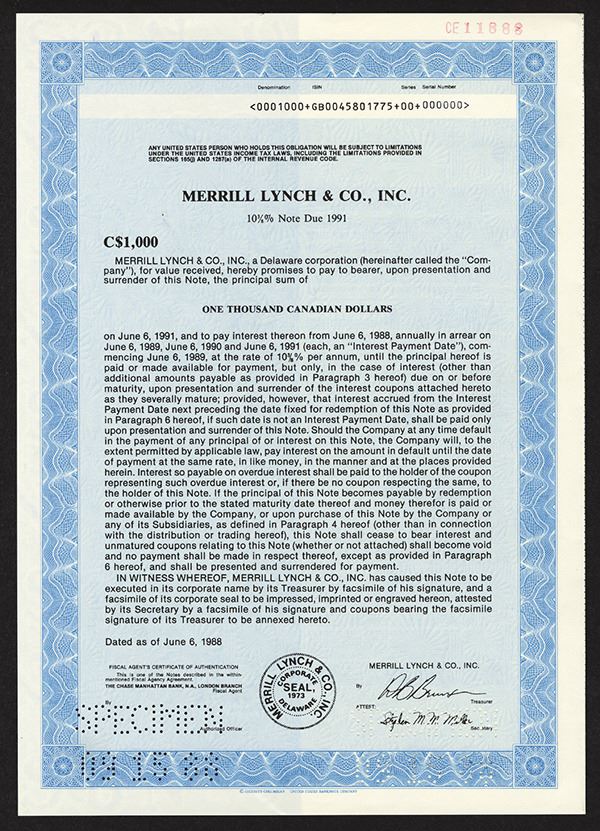 CE11888
Denomination ISIN Series Serial Number
<0001000+GB0045801775+00+000000>
ANY UNITED STATES PERSON WHO HOLDS THIS OBLIGATION WILL BE SUBJECT TO LIMITATIONS
UNDER THE UNITED STATES INCOME TAX LAWS, INCLUDING THE LIMITATIONS PROVIDED IN
SECTIONS 165(j) AND 1287(a) OF THE INTERNAL REVENUE CODE.
MERRILL LYNCH & CO., INC.
Note Due 1991
C$1,000
MERRILL LYNCH & CO., INC., a Delaware corporation (hereinafter called the “Com-
pany”), for value received, hereby promises to pay to bearer, upon presentation and
surrender of this Note, the principal sum of
ONE THOUSAND CANADIAN DOLLARS
on June 6, 1991, and to pay interest thereon from June 6, 1988, annually in arrear on
June 6, 1989, June 6, 1990 and June 6, 1991 (each, an “Interest Payment Date”), com-
mencing June 6, 1989, at the rate of per annum, until the principal hereof is
paid or made available for payment, but only, in the case of interest (other than
additional amounts payable as provided in Paragraph 3 hereof) due on or before
maturity, upon presentation and surrender of the interest coupons attached hereto
as they severally mature; provided, however, that interest accrued from the Interest
Payment Date next preceding the date fixed for redemption of this Note as provided
in Paragraph 6 hereof, if such date is not an Interest Payment Date, shall be paid only
upon presentation and surrender of this Note. Should the Company at any time default
in the payment of any principal of or interest on this Note, the Company will, to the
extent permitted by applicable law, pay interest on the amount in default until the date
of payment at the same rate, in like money, in the manner and at the places provided
herein. Interest so payable on overdue interest shall be paid to the holder of the coupon
representing such overdue interest or, if there be no coupon respecting the same, to
the holder of this Note. If the principal of this Note becomes payable by redemption
or otherwise prior to the stated maturity date thereof and money therefor is paid or
made available by the Company, or upon purchase of this Note by the Company or
any of its Subsidiaries, as defined in Paragraph 4 hereof (other than in connection
with the distribution or trading hereof), this Note shall cease to bear interest and
unmatured coupons relating to this Note (whether or not attached) shall become void
and no payment shall be made in respect thereof, except as provided in Paragraph
6 hereof, and shall be presented and surrendered for payment.
IN WITNESS WHEREOF, MERRILL LYNCH & CO., INC. has caused this Note to be
executed in its corporate name by its Treasurer by facsimile of his signature, and a
facsimile of its corporate seal to be impressed, imprinted or engraved hereon, attested
by its Secretary by a facsimile of his signature and coupons bearing the facsimile
signature of its Treasurer to be annexed hereto.
Dated as of June 6, 1988
FISCAL AGENT'S CERTIFICATE OF AUTHENTICATION
This is one of the Notes described in the within-
mentioned Fiscal Agency Agreement.
THE CHASE MANHATTAN BANK, N.A., LONDON BRANCH
Fiscal Agent
By
SPECIMEN
Authorized Officer
MERRILL LYNCH & CO., INC.
CORPORATE
SEAL,
1973
DELAWARE
MERRILL LYNCH & CO., INC.
By
Treasurer
ATTEST:
Stephen M. M. Miller
Secretary